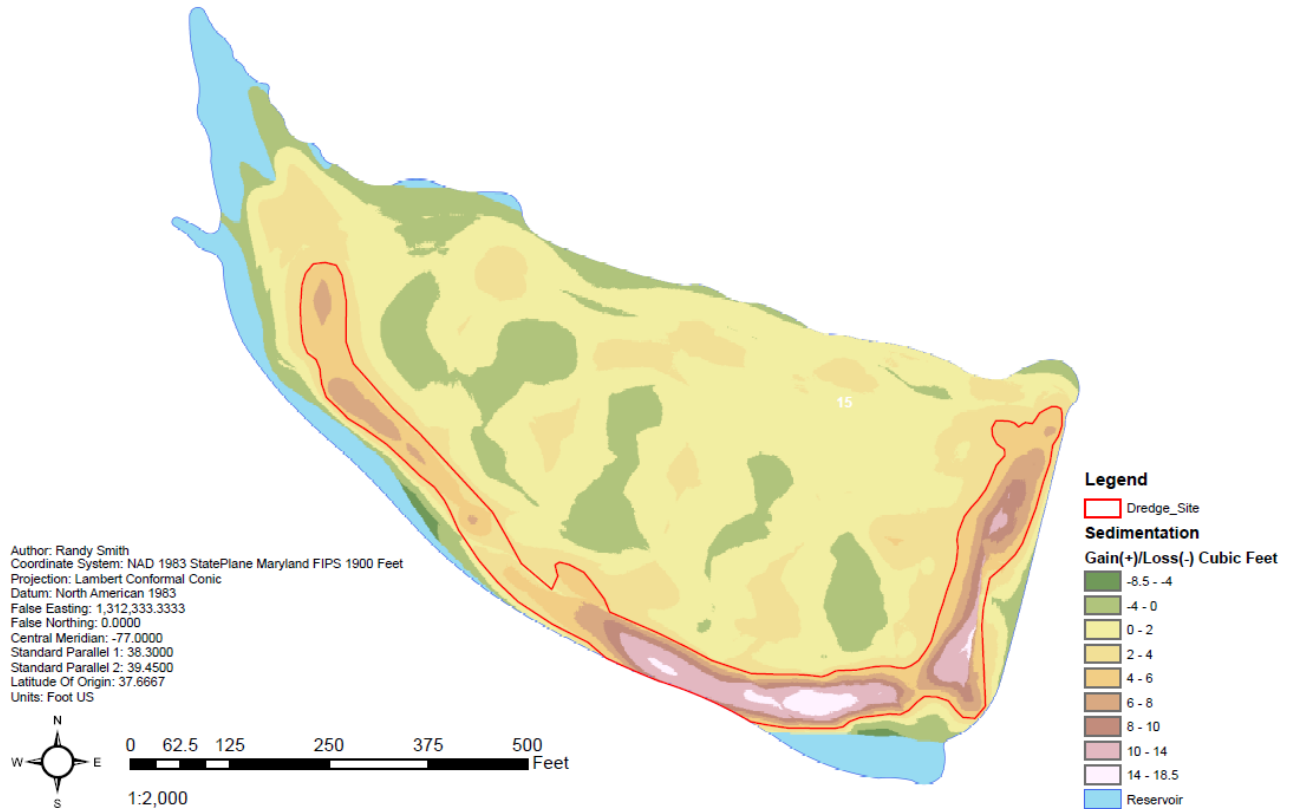 15
Legend
Dredge_Site
Sedimentation
Gain(+)/Loss(-) Cubic Feet
-8.5 - -4
-4 - 0
0 - 2
2 - 4
4 - 6
6 - 8
8 - 10
10 - 14
14 - 18.5
Reservoir
Author: Randy Smith
Coordinate System: NAD 1983 StatePlane Maryland FIPS 1900 Feet
Projection: Lambert Conformal Conic
Datum: North American 1983
False Easting: 1,312,333.3333
False Northing: 0.0000
Central Meridian: -77.0000
Standard Parallel 1: 38.3000
Standard Parallel 2: 39.4500
Latitude Of Origin: 37.6667
Units: Foot US
N
W E
S
0 62.5 125 250 375 500
Feet
1:2,000